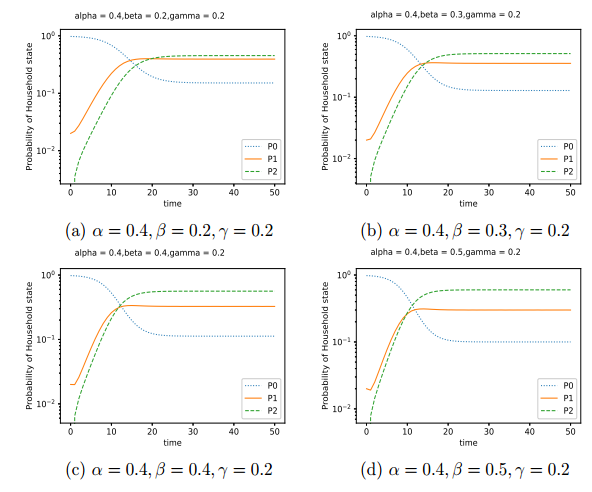 alpha = 0.4,beta = 0.2,gamma = 0.2
Probability of Household state
10⁰
10⁻¹
10⁻²
0 10 20 30 40 50
time
P0
P1
P2
(a) α = 0.4, β = 0.2, γ = 0.2
alpha = 0.4,beta = 0.3,gamma = 0.2
Probability of Household state
10⁰
10⁻¹
10⁻²
0 10 20 30 40 50
time
P0
P1
P2
(b) α = 0.4, β = 0.3, γ = 0.2
alpha = 0.4,beta = 0.4,gamma = 0.2
Probability of Household state
10⁰
10⁻¹
10⁻²
0 10 20 30 40 50
time
P0
P1
P2
(c) α = 0.4, β = 0.4, γ = 0.2
alpha = 0.4,beta = 0.5,gamma = 0.2
Probability of Household state
10⁰
10⁻¹
10⁻²
0 10 20 30 40 50
time
P0
P1
P2
(d) α = 0.4, β = 0.5, γ = 0.2